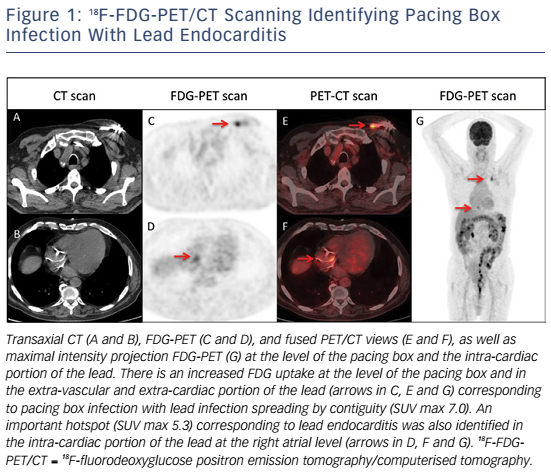 Figure 1: ¹⁸F-FDG-PET/CT Scanning Identifying Pacing Box
Infection With Lead Endocarditis
CT scan
FDG-PET scan
PET-CT scan
FDG-PET scan
A
C
E
G
B
D
F
Transaxial CT (A and B), FDG-PET (C and D), and fused PET/CT views (E and F), as well as
maximal intensity projection FDG-PET (G) at the level of the pacing box and the intra-cardiac
portion of the lead. There is an increased FDG uptake at the level of the pacing box and in
the extra-vascular and extra-cardiac portion of the lead (arrows in C, E and G) corresponding
to pacing box infection with lead infection spreading by contiguity (SUV max 7.0). An
important hotspot (SUV max 5.3) corresponding to lead endocarditis was also identified in
the intra-cardiac portion of the lead at the right atrial level (arrows in D, F and G). ¹⁸F-FDG-
PET/CT = ¹⁸F-fluorodeoxyglucose positron emission tomography/computerised tomography.